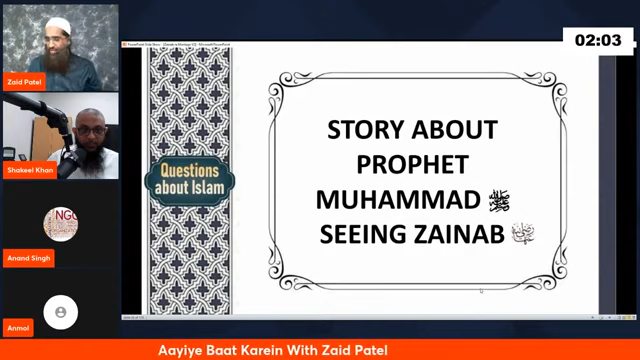 02:03
Zaid Patel
Shakeel Khan
NGO
Anand Singh
Anmol
Questions
about Islam
STORY ABOUT
PROPHET
MUHAMMAD ﷺ
SEEING ZAINAB
Aayiye Baat Karein With Zaid Patel